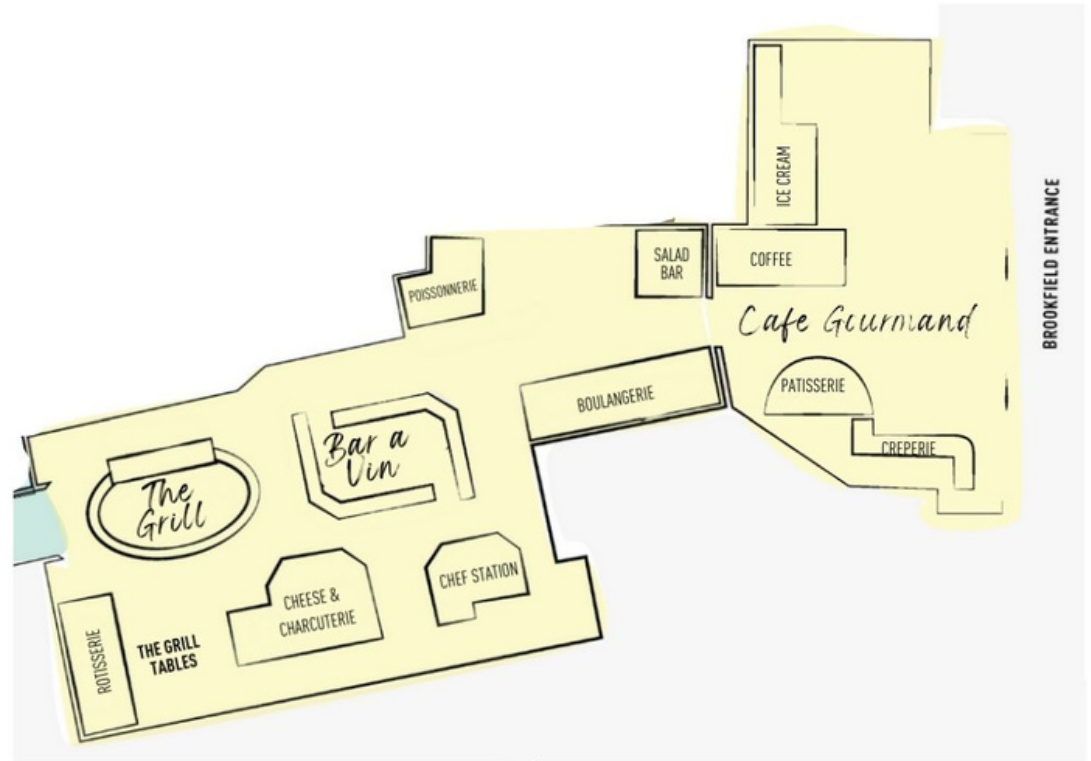 ICE CREAM
BROOKFIELD ENTRANCE
SALAD
BAR
COFFEE
POISSONNERIE
Cafe Gourmand
PATISSERIE
BOULANGERIE
CREPERIE
Bar a
Vin
The
Grill
CHEF STATION
CHEESE &
CHARCUTERIE
ROTISSERIE
THE GRILL
TABLES